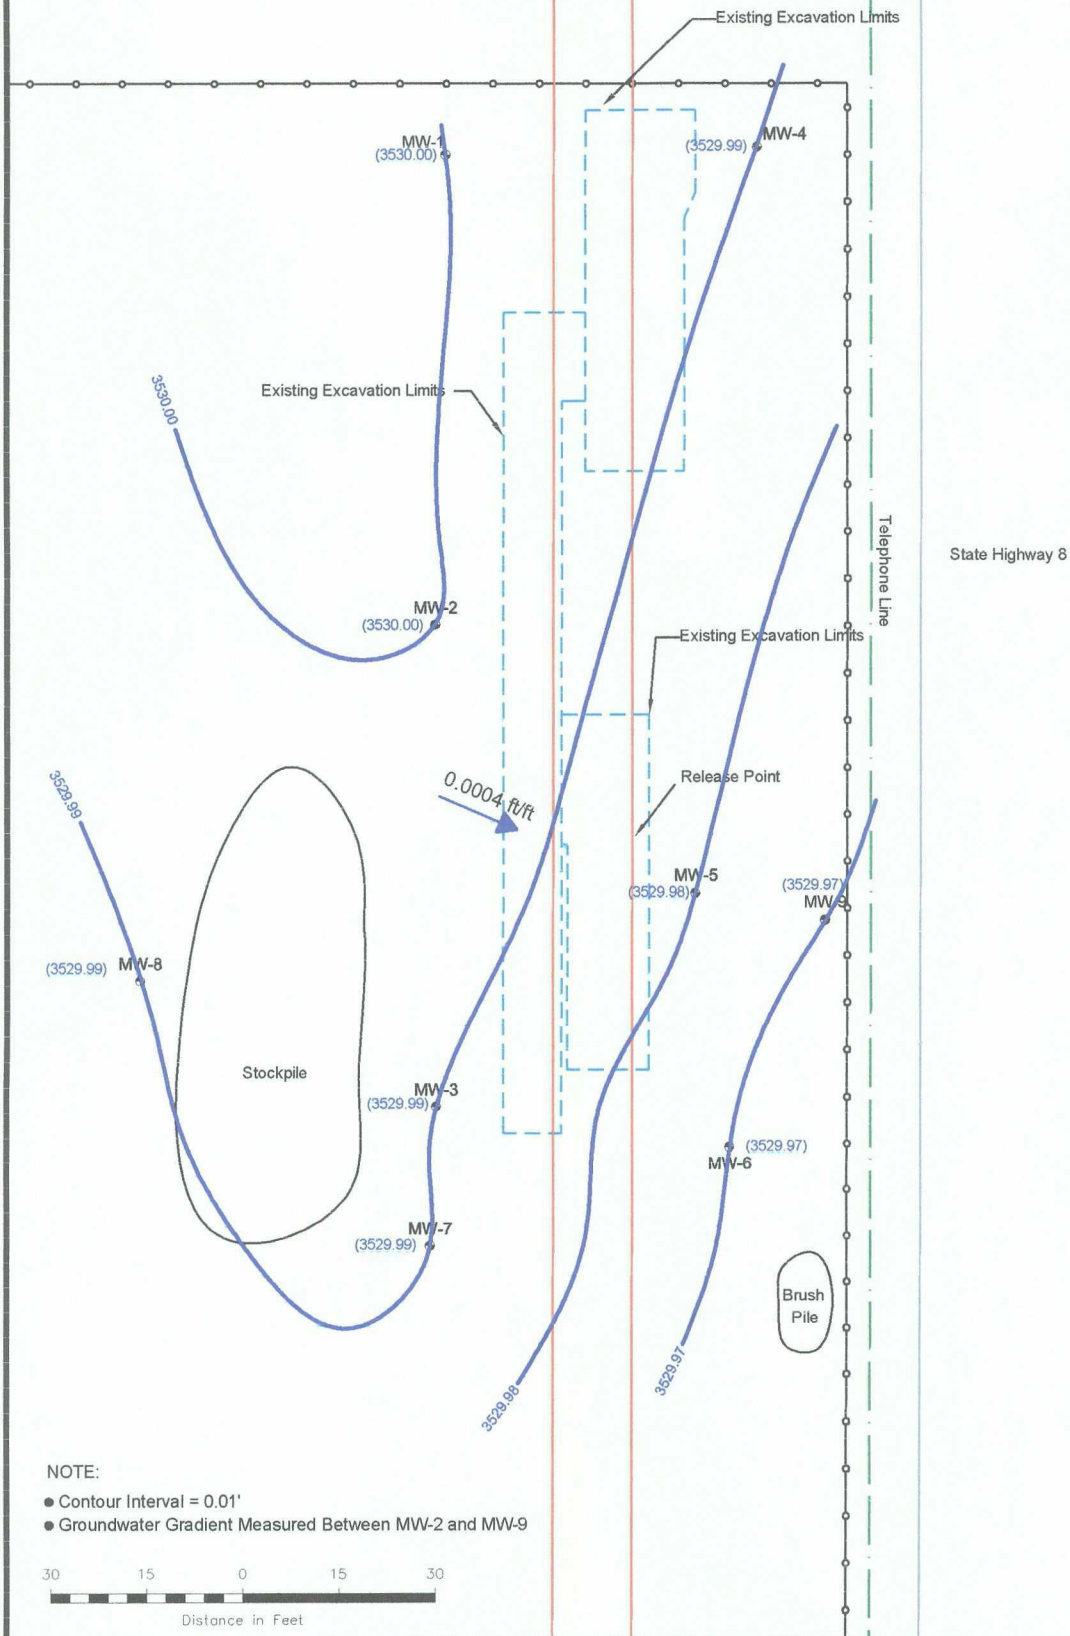 Existing Excavation Limits
MW-1
(3530.00)
MW-4
(3529.99)
3530.00
Existing Excavation Limits
Telephone Line
State Highway 8
MW-2
(3530.00)
Existing Excavation Limits
3529.99
0.0004 ft/ft
Release Point
MW-5
(3529.98)
(3529.97)
MW-9
MW-8
(3529.99)
Stockpile
MW-3
(3529.99)
(3529.97)
MW-6
MW-7
(3529.99)
Brush
Pile
3529.98
3529.97
NOTE:
● Contour Interval = 0.01'
● Groundwater Gradient Measured Between MW-2 and MW-9
30 15 0 15 30
Distance in Feet